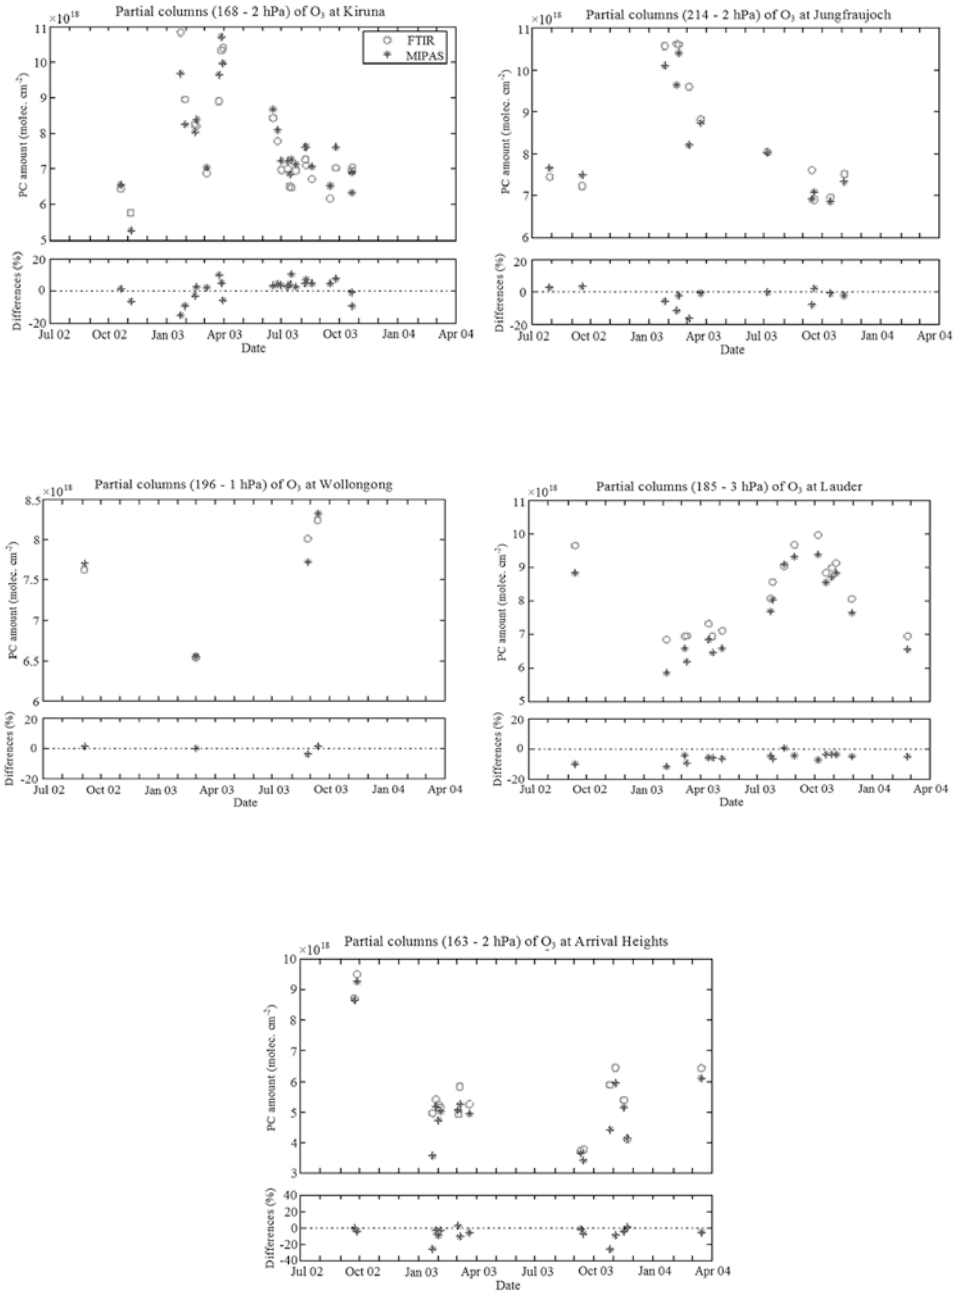 Partial columns (168 - 2 hPa) of O3 at Kiruna
×10^18
11
10
9
8
7
6
5
PC amount (molec. cm^-2)
FTIR
MIPAS
20
0
-20
Differences (%)
Jul 02 Oct 02 Jan 03 Apr 03 Jul 03 Oct 03 Jan 04 Apr 04
Date
Partial columns (214 - 2 hPa) of O3 at Jungfraujoch
×10^18
11
10
9
8
7
6
PC amount (molec. cm^-2)
20
0
-20
Differences (%)
Jul 02 Oct 02 Jan 03 Apr 03 Jul 03 Oct 03 Jan 04 Apr 04
Date
Partial columns (196 - 1 hPa) of O3 at Wollongong
×10^18
8.5
8
7.5
7
6.5
6
PC amount (molec. cm^-2)
20
0
-20
Differences (%)
Jul 02 Oct 02 Jan 03 Apr 03 Jul 03 Oct 03 Jan 04 Apr 04
Date
Partial columns (185 - 3 hPa) of O3 at Lauder
×10^18
11
10
9
8
7
6
5
PC amount (molec. cm^-2)
20
0
-20
Differences (%)
Jul 02 Oct 02 Jan 03 Apr 03 Jul 03 Oct 03 Jan 04 Apr 04
Date
Partial columns (163 - 2 hPa) of O3 at Arrival Heights
×10^18
10
9
8
7
6
5
4
3
PC amount (molec. cm^-2)
40
20
0
-20
-40
Differences (%)
Jul 02 Oct 02 Jan 03 Apr 03 Jul 03 Oct 03 Jan 04 Apr 04
Date